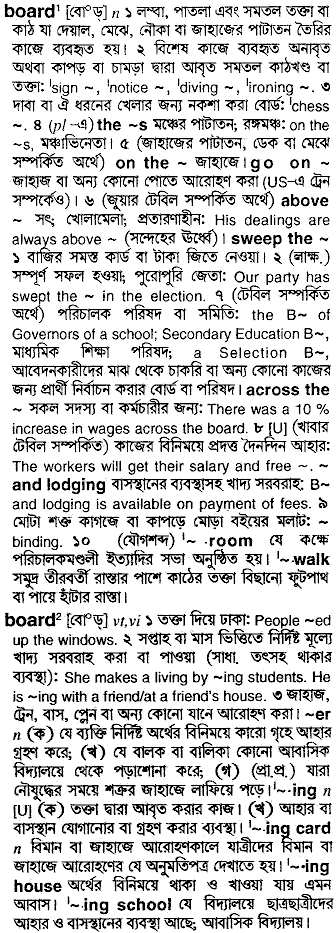 board¹ [বো°ড্] n ১ লম্বা, পাতলা এবং সমতল তক্তা বা
কাঠ যা দেয়াল, মেঝে, নৌকা বা জাহাজের পাটাতন তৈরির
কাজে ব্যবহৃত হয়। ২ বিশেষ কাজে ব্যবহৃত অনাবৃত
অথবা কাপড় বা চামড়া দ্বারা আবৃত সমতল কাঠখণ্ড বা
তক্তা: ˈsign ~, ˈnotice ~, ˈdiving ~, ˈironing ~. ৩
দাবা বা ঐ ধরনের খেলার জন্য নকশা করা বোর্ড: ˈchess
~. ৪ (pl -এ) the ~s মঞ্চের পাটাতন; রঙ্গমঞ্চ: on the
~s, মঞ্চাভিনেতা। ৫ (জাহাজের পাটাতন, ডেক বা মেঝে
সম্পর্কিত অর্থে) on the ~ জাহাজে। go on ~
জাহাজ বা অন্য কোনো পোতে আরোহণ করা (US-এ ট্রেন
সম্পর্কেও)। ৬ (জুয়ার টেবিল সম্পর্কিত অর্থে) above
~ সৎ; খোলামেলা; প্রতারণাহীন: His dealings are
always above ~ (সন্দেহের ঊর্ধ্বে)। sweep the ~
১ বাজির সমস্ত কার্ড বা টাকা জিতে নেওয়া। ২ (লাক্ষ.)
সম্পূর্ণ সফল হওয়া; পুরোপুরি জেতা: Our party has
swept the ~ in the election. ৭ (টেবিল সম্পর্কিত
অর্থে) পরিচালক পরিষদ বা সমিতি: the B~ of
Governors of a school; Secondary Education B~,
মাধ্যমিক শিক্ষা পরিষদ; a Selection B~,
আবেদনকারীদের মাঝ থেকে চাকরি বা অন্য কোনো কাজের
জন্য প্রার্থী নির্বাচন করার বোর্ড বা পরিষদ। across the
~ সকল সদস্য বা কর্মচারীর জন্য: There was a 10 %
increase in wages across the board. ৮ [U] (খাবার
টেবিল সম্পর্কিত) কাজের বিনিময়ে প্রদত্ত দৈনন্দিন আহার:
The workers will get their salary and free ~. ~
and lodging বাসস্থানের ব্যবস্থাসহ খাদ্য সরবরাহ: B~
and lodging is available on payment of fees. ৯
মোটা শক্ত কাগজে বা কাপড়ে মোড়া বইয়ের মলাট: ~
binding. ১০ (যৌগশব্দ) ˈ~ room যে কক্ষে
পরিচালকমণ্ডলী ইত্যাদির সভা অনুষ্ঠিত হয়। ˈ~walk
সমুদ্র তীরবর্তী রাস্তার পাশে কাঠের তক্তা বিছানো ফুটপাথ
বা পায়ে হাঁটার রাস্তা।
board² [বো°ড্] vt,vi ১ তক্তা দিয়ে ঢাকা: People ~ed
up the windows. ২ সপ্তাহ বা মাস ভিত্তিতে নির্দিষ্ট মূল্যে
খাদ্য সরবরাহ করা বা পাওয়া (সাধা. তৎসহ থাকার
ব্যবস্থা): She makes a living by ~ing students. He
is ~ing with a friend/at a friend's house. ৩ জাহাজ,
ট্রেন, বাস, প্লেন বা অন্য কোনো যানে আরোহণ করা। ~er
n (ক) যে ব্যক্তি নির্দিষ্ট অর্থের বিনিময়ে কারো গৃহে আহার
গ্রহণ করে; (খ) যে বালক বা বালিকা কোনো আবাসিক
বিদ্যালয়ে থেকে পড়াশোনা করে; (গ) (প্রা.প্র.) যারা
নৌযুদ্ধের সময়ে শত্রুর জাহাজে লাফিয়ে পড়ে। ˈ~ing n
[U] (ক) তক্তা দ্বারা আবৃত করার কাজ। (খ) আহার বা
বাসস্থান যোগানোর বা গ্রহণ করার ব্যবস্থা। ˈ~ing card
n বিমান বা জাহাজে আরোহণকালে যাত্রীদের বিমান বা
জাহাজে আরোহণের যে অনুমতিপত্র দেখাতে হয়। ˈ~ing
house অর্থের বিনিময়ে থাকা ও খাওয়া যায় এমন
আবাস। ˈ~ing school যে বিদ্যালয়ে ছাত্রছাত্রীদের
আহার ও বাসস্থানের ব্যবস্থা আছে; আবাসিক বিদ্যালয়।